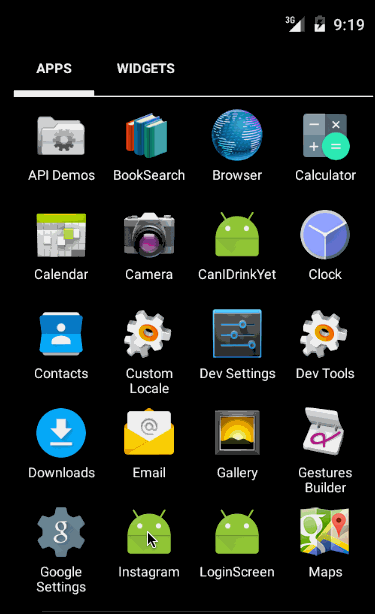 3G 9:19
APPS WIDGETS
API Demos BookSearch Browser Calculator
Calendar Camera CanIDrinkYet Clock
Contacts Custom Locale Dev Settings Dev Tools
Downloads Email Gallery Gestures Builder
Google Settings Instagram LoginScreen Maps